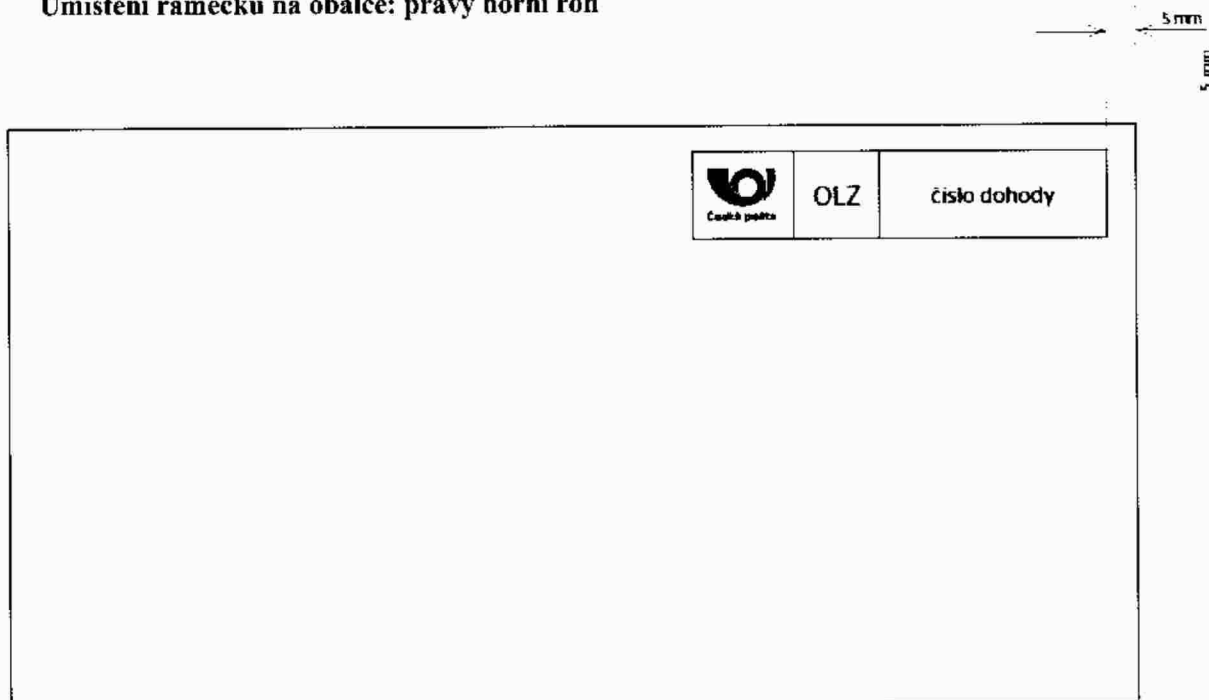 Umístění rámečku na obálce: pravý horní roh
5 mm
5 mm
OLZ
číslo dohody
Česká pošta